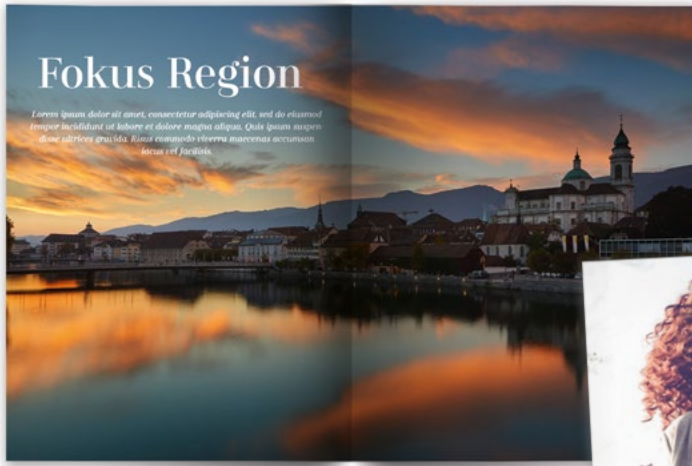 Fokus Region
Lorem ipsum dolor sit amet, consectetur adipiscing elit, sed do eiusmod
tempor incididunt ut labore et dolore magna aliqua. Quis ipsum suspen
disse ultrices gravida. Risus commodo viverra maecenas accumsan
lacus vel facilisis.